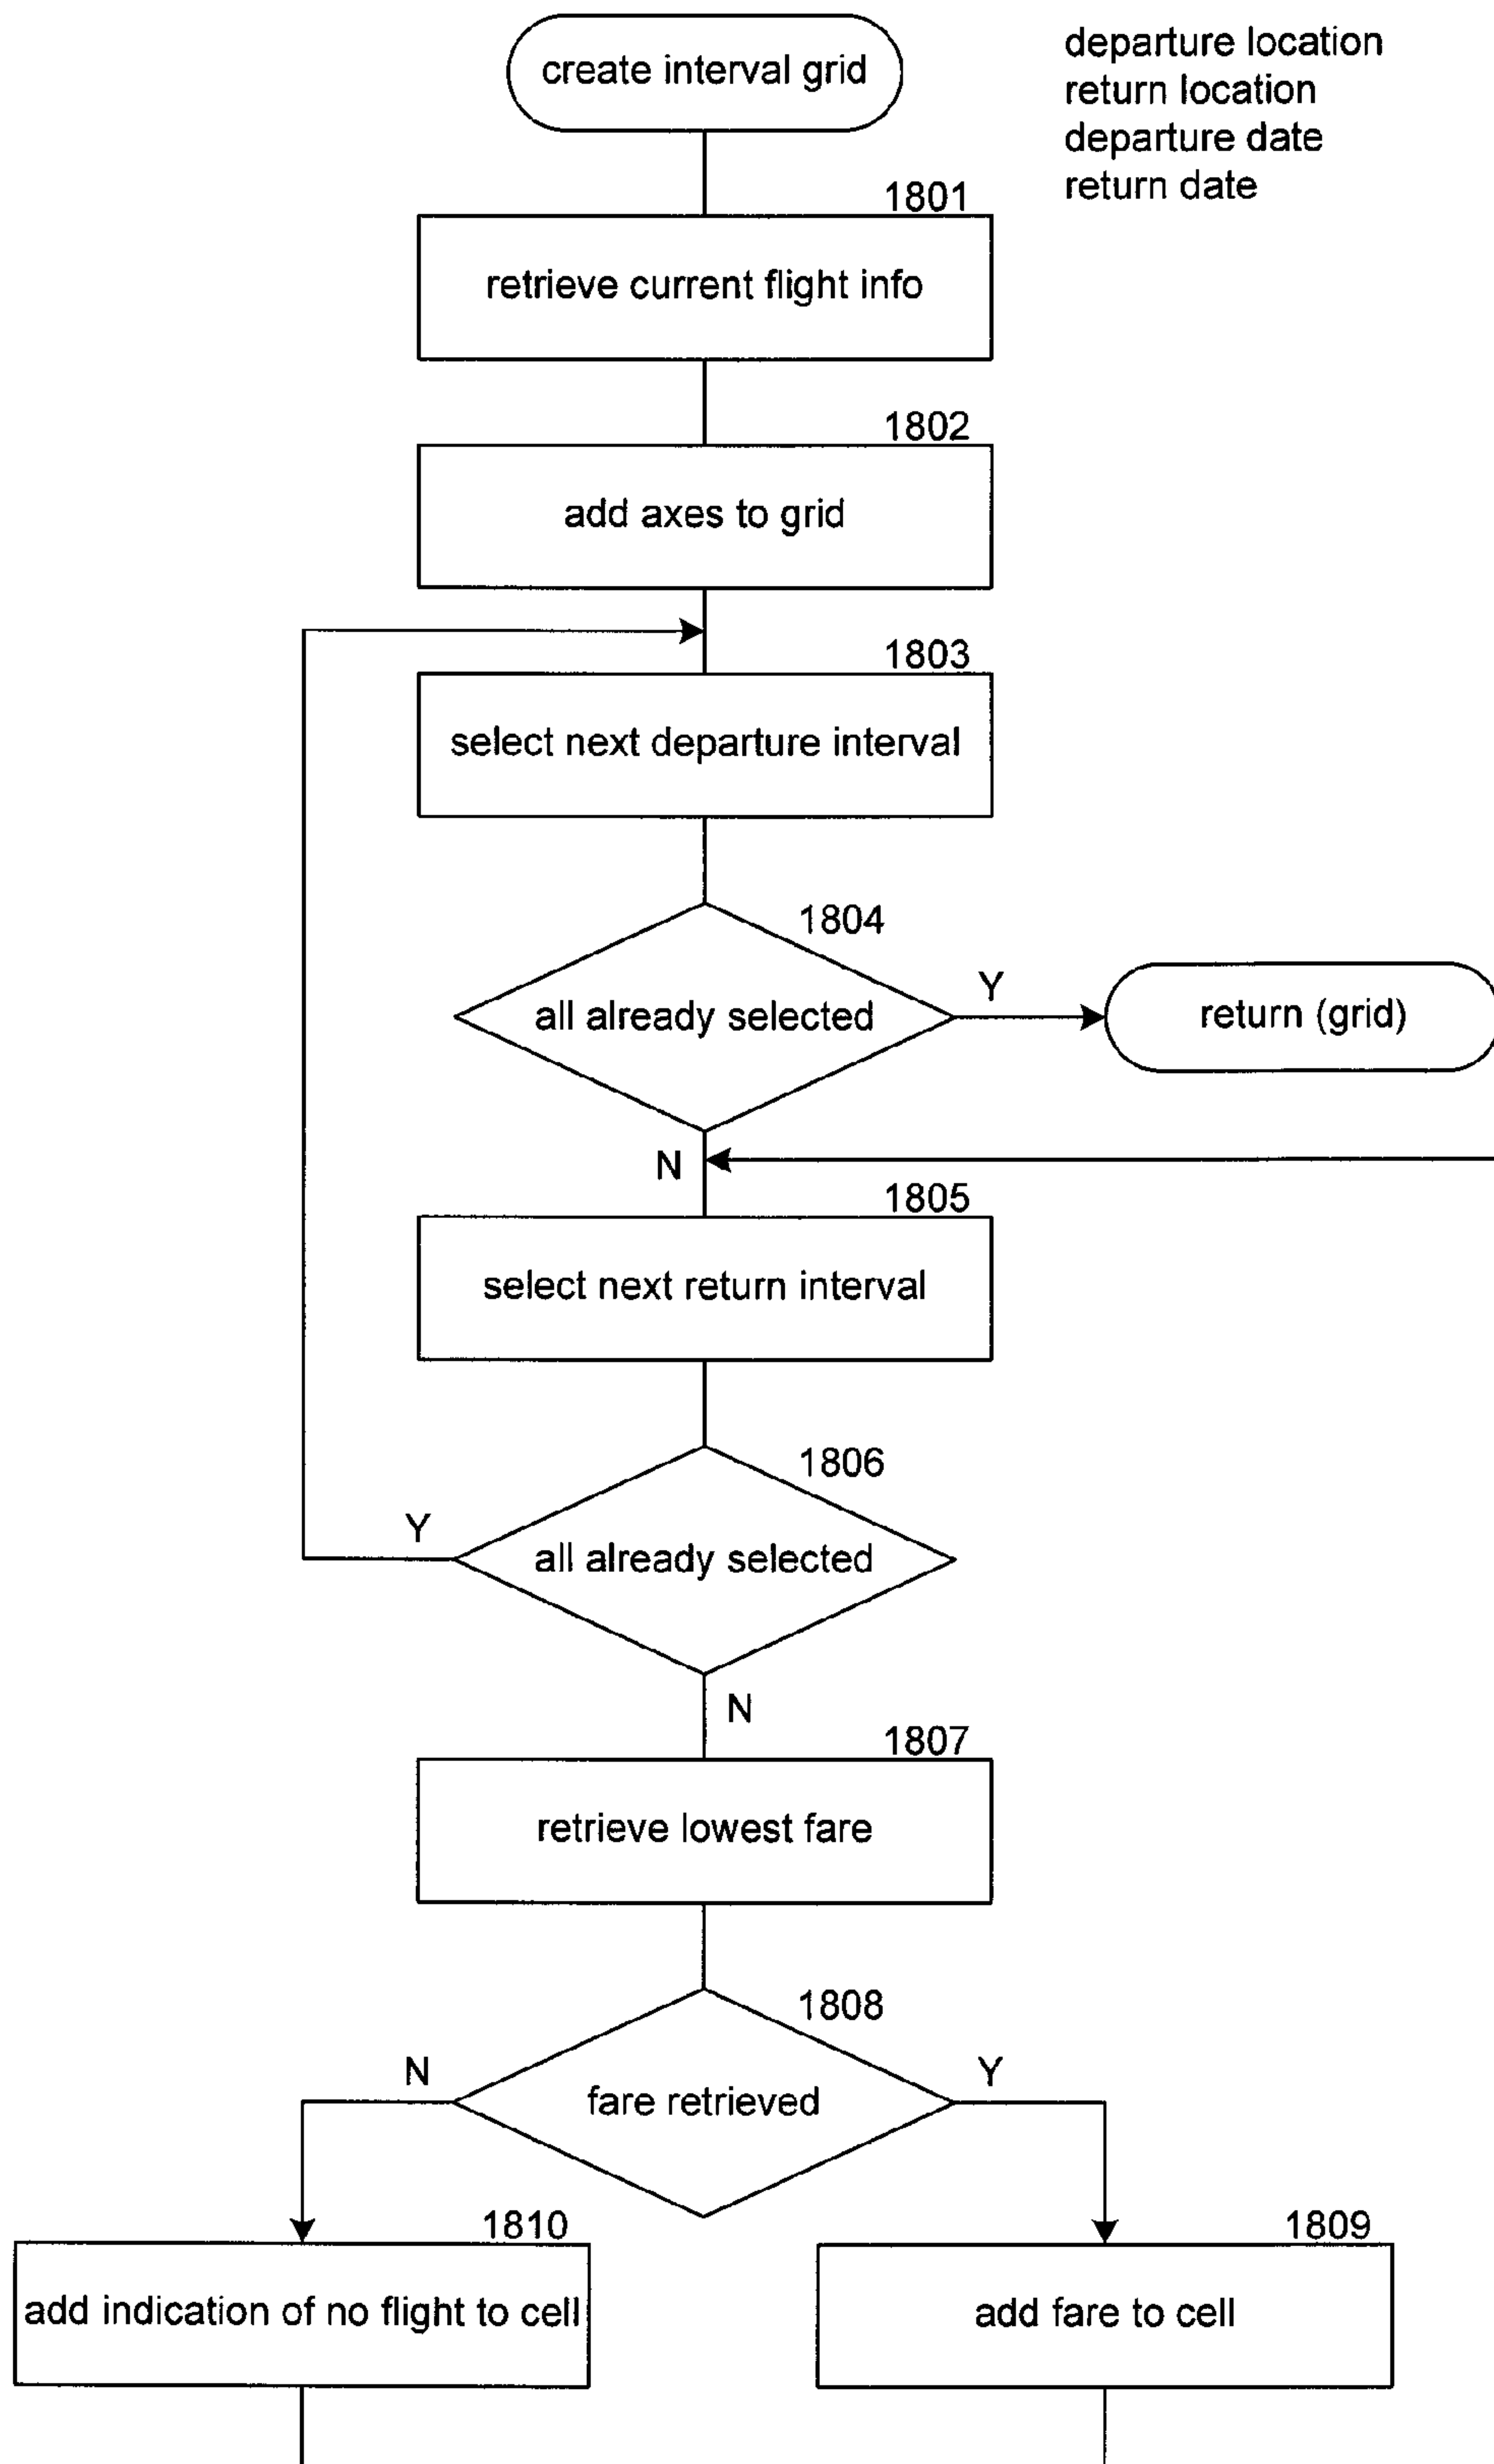 create interval grid
departure location
return location
departure date
return date
1801
retrieve current flight info
1802
add axes to grid
1803
select next departure interval
1804
all already selected
Y
return (grid)
N
1805
select next return interval
1806
Y
all already selected
N
1807
retrieve lowest fare
1808
N
fare retrieved
Y
1810
add indication of no flight to cell
1809
add fare to cell